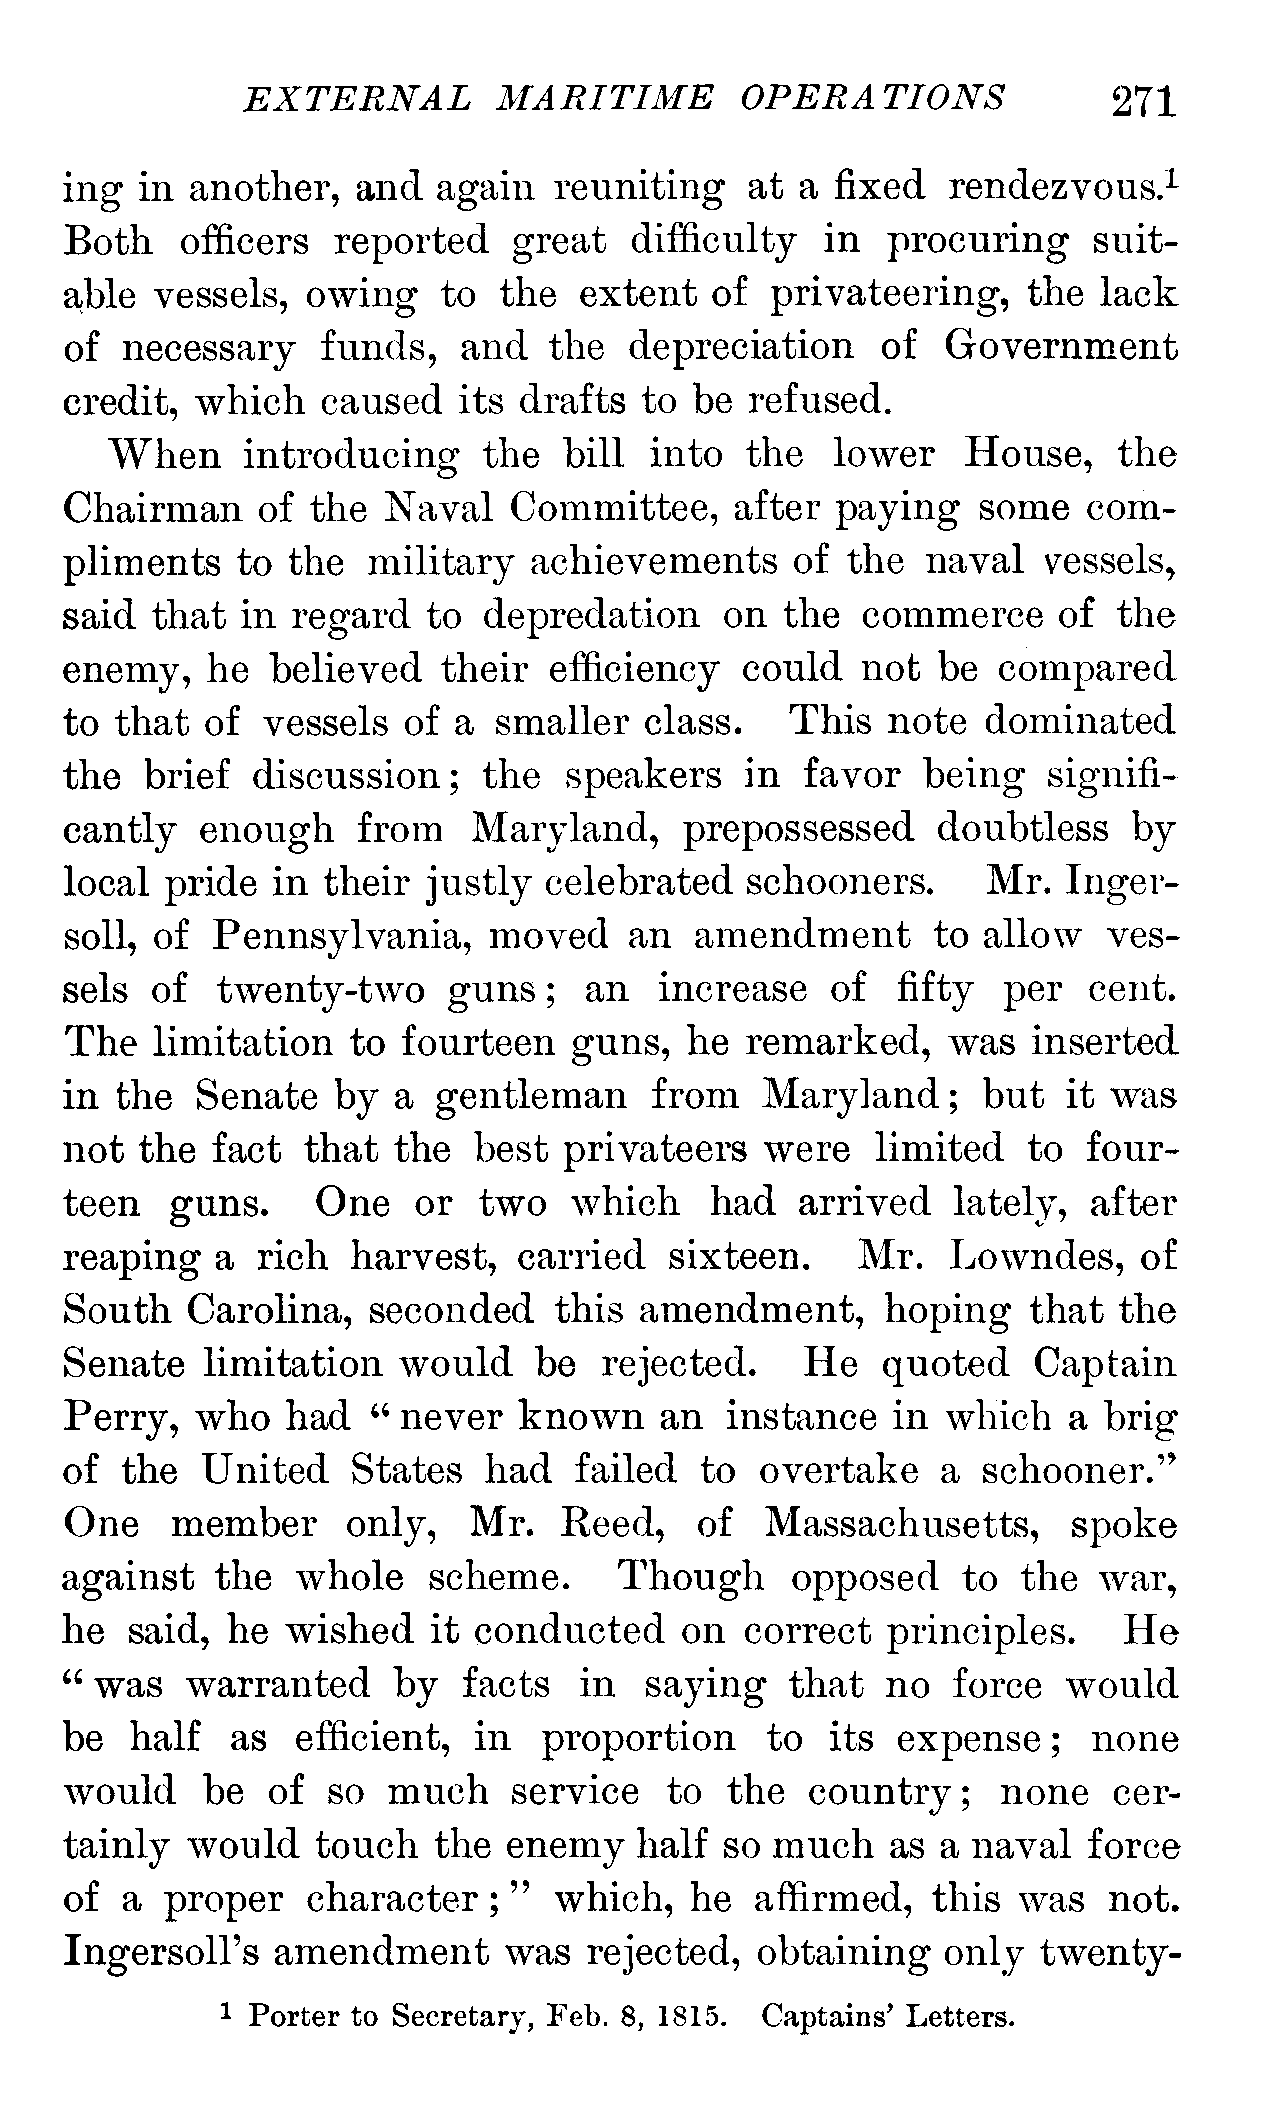 EXTERNAL MARITIME OPERATIONS 271
ing in another, and again reuniting at a fixed rendezvous.¹
Both officers reported great difficulty in procuring suit-
able vessels, owing to the extent of privateering, the lack
of necessary funds, and the depreciation of Government
credit, which caused its drafts to be refused.
When introducing the bill into the lower House, the
Chairman of the Naval Committee, after paying some com-
pliments to the military achievements of the naval vessels,
said that in regard to depredation on the commerce of the
enemy, he believed their efficiency could not be compared
to that of vessels of a smaller class. This note dominated
the brief discussion; the speakers in favor being signifi-
cantly enough from Maryland, prepossessed doubtless by
local pride in their justly celebrated schooners. Mr. Inger-
soll, of Pennsylvania, moved an amendment to allow ves-
sels of twenty-two guns; an increase of fifty per cent.
The limitation to fourteen guns, he remarked, was inserted
in the Senate by a gentleman from Maryland; but it was
not the fact that the best privateers were limited to four-
teen guns. One or two which had arrived lately, after
reaping a rich harvest, carried sixteen. Mr. Lowndes, of
South Carolina, seconded this amendment, hoping that the
Senate limitation would be rejected. He quoted Captain
Perry, who had “never known an instance in which a brig
of the United States had failed to overtake a schooner.”
One member only, Mr. Reed, of Massachusetts, spoke
against the whole scheme. Though opposed to the war,
he said, he wished it conducted on correct principles. He
“was warranted by facts in saying that no force would
be half as efficient, in proportion to its expense; none
would be of so much service to the country; none cer-
tainly would touch the enemy half so much as a naval force
of a proper character;” which, he affirmed, this was not.
Ingersoll’s amendment was rejected, obtaining only twenty-
¹ Porter to Secretary, Feb. 8, 1815. Captains’ Letters.